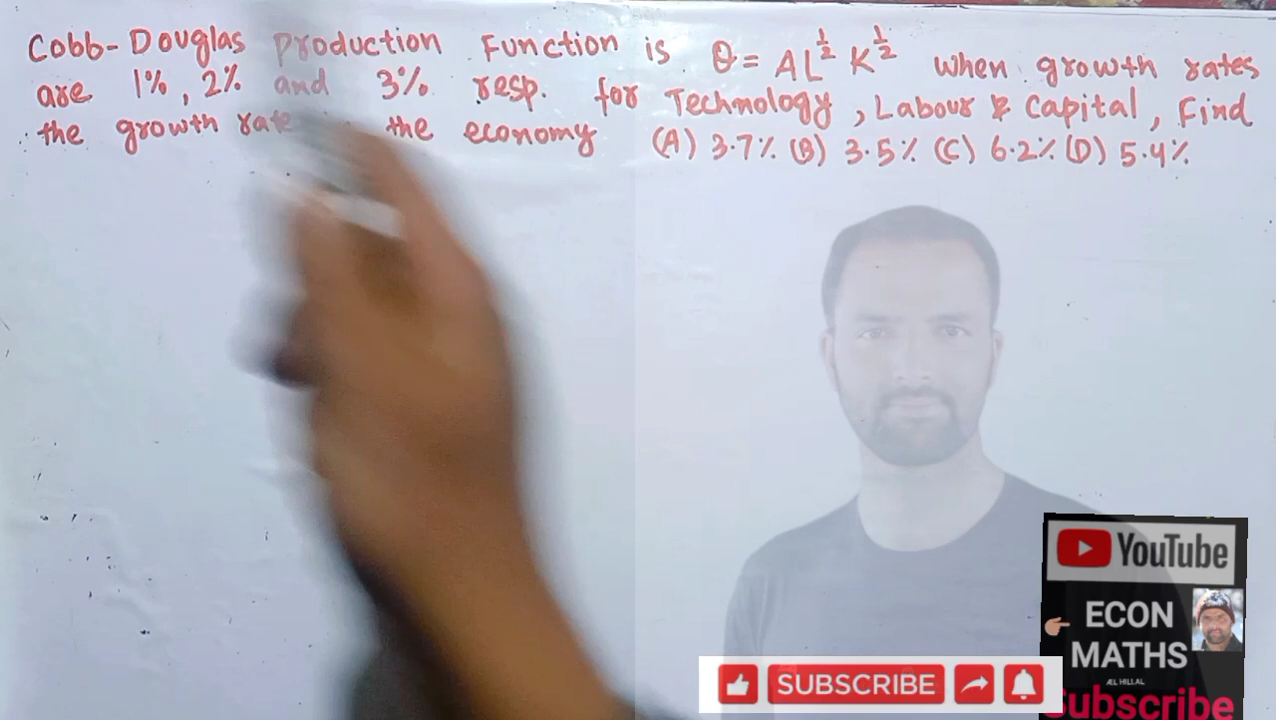 Cobb-Douglas production Function is Q = AL^½ K^½ when growth rates
are 1%, 2% and 3% resp. for Technology, Labour & Capital, Find
the growth rate the economy (A) 3.7% (B) 3.5% (C) 6.2% (D) 5.4%
YouTube
ECON
MATHS
ÆL HILLAL
SUBSCRIBE
Subscribe